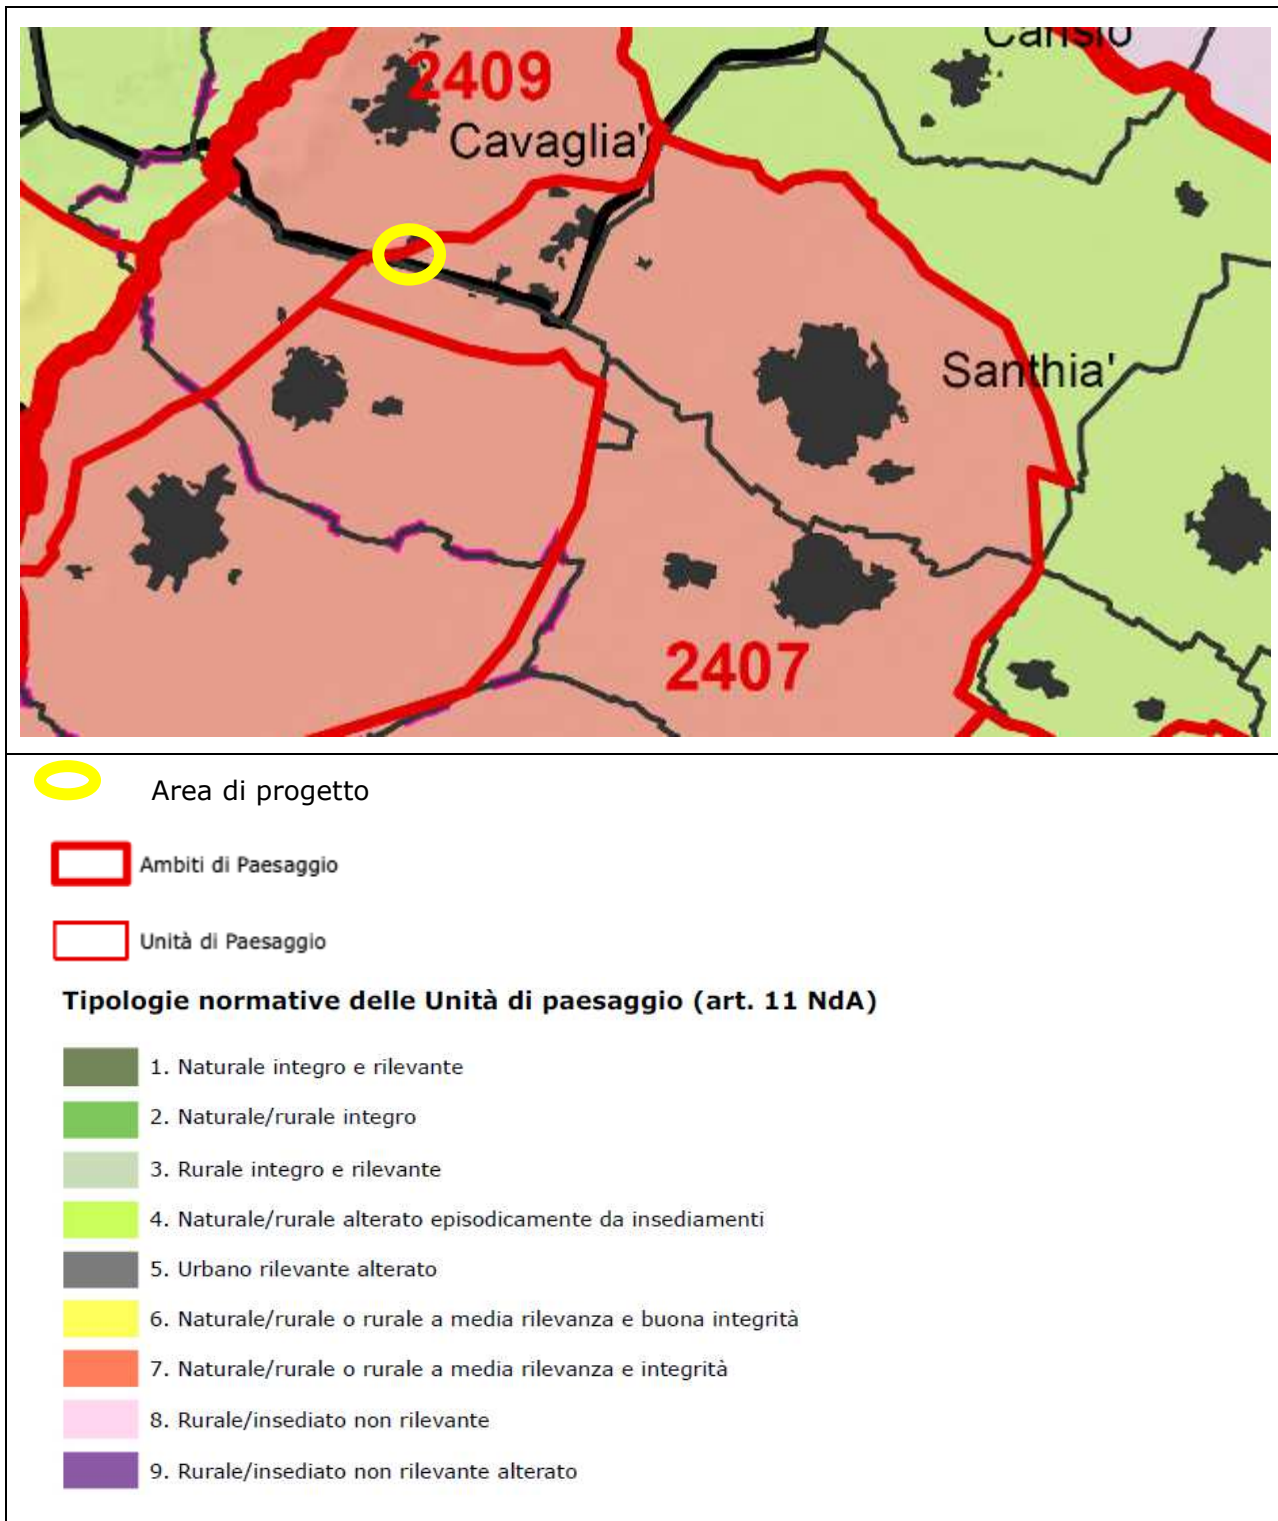 Carisio
2409
Cavaglia'
Santhia'
2407
Area di progetto
Ambiti di Paesaggio
Unità di Paesaggio
Tipologie normative delle Unità di paesaggio (art. 11 NdA)
1. Naturale integro e rilevante
2. Naturale/rurale integro
3. Rurale integro e rilevante
4. Naturale/rurale alterato episodicamente da insediamenti
5. Urbano rilevante alterato
6. Naturale/rurale o rurale a media rilevanza e buona integrità
7. Naturale/rurale o rurale a media rilevanza e integrità
8. Rurale/insediato non rilevante
9. Rurale/insediato non rilevante alterato